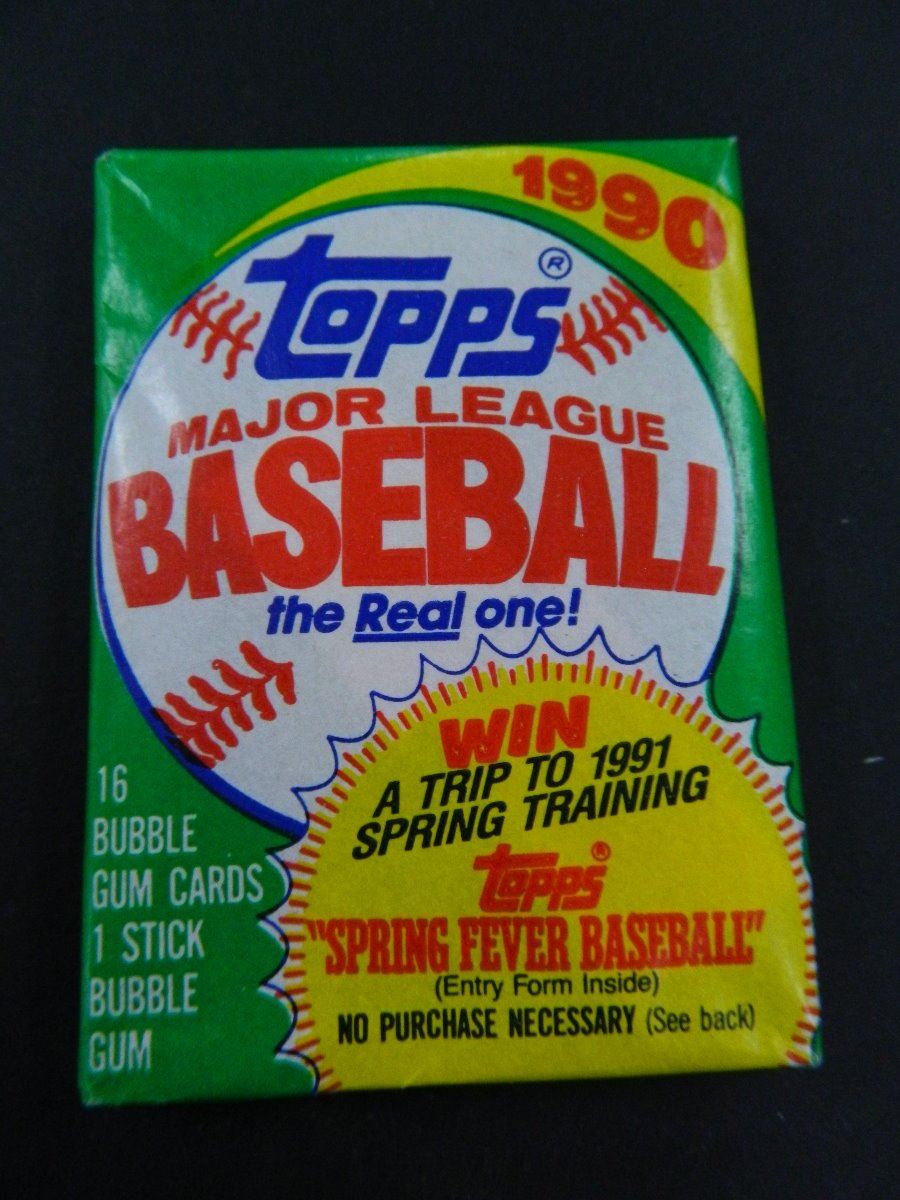 1990
Topps®
MAJOR LEAGUE
BASEBALL
the Real one!
16
BUBBLE
GUM CARDS
1 STICK
BUBBLE
GUM
WIN
A TRIP TO 1991
SPRING TRAINING
Topps®
"SPRING FEVER BASEBALL"
(Entry Form Inside)
NO PURCHASE NECESSARY (See back)